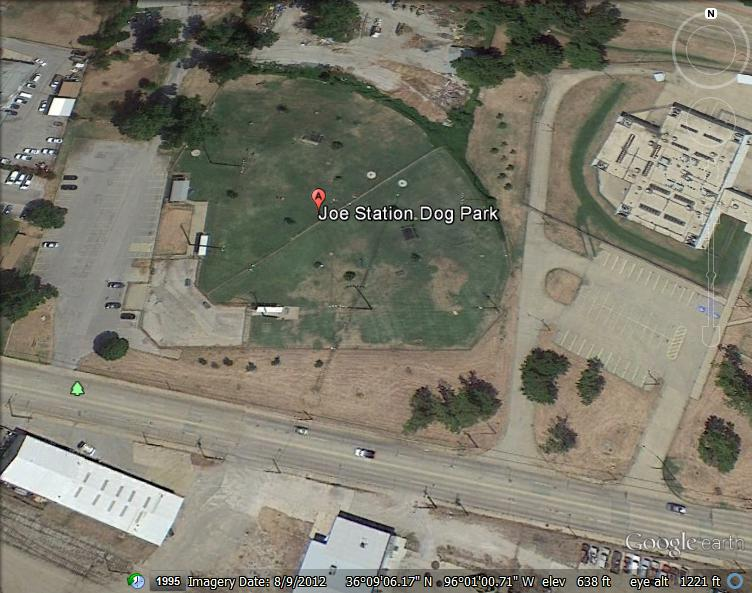 N
A
Joe Station Dog Park
Google earth
1995 Imagery Date: 8/9/2012 36°09'06.17" N 96°01'00.71" W elev 638 ft eye alt 1221 ft